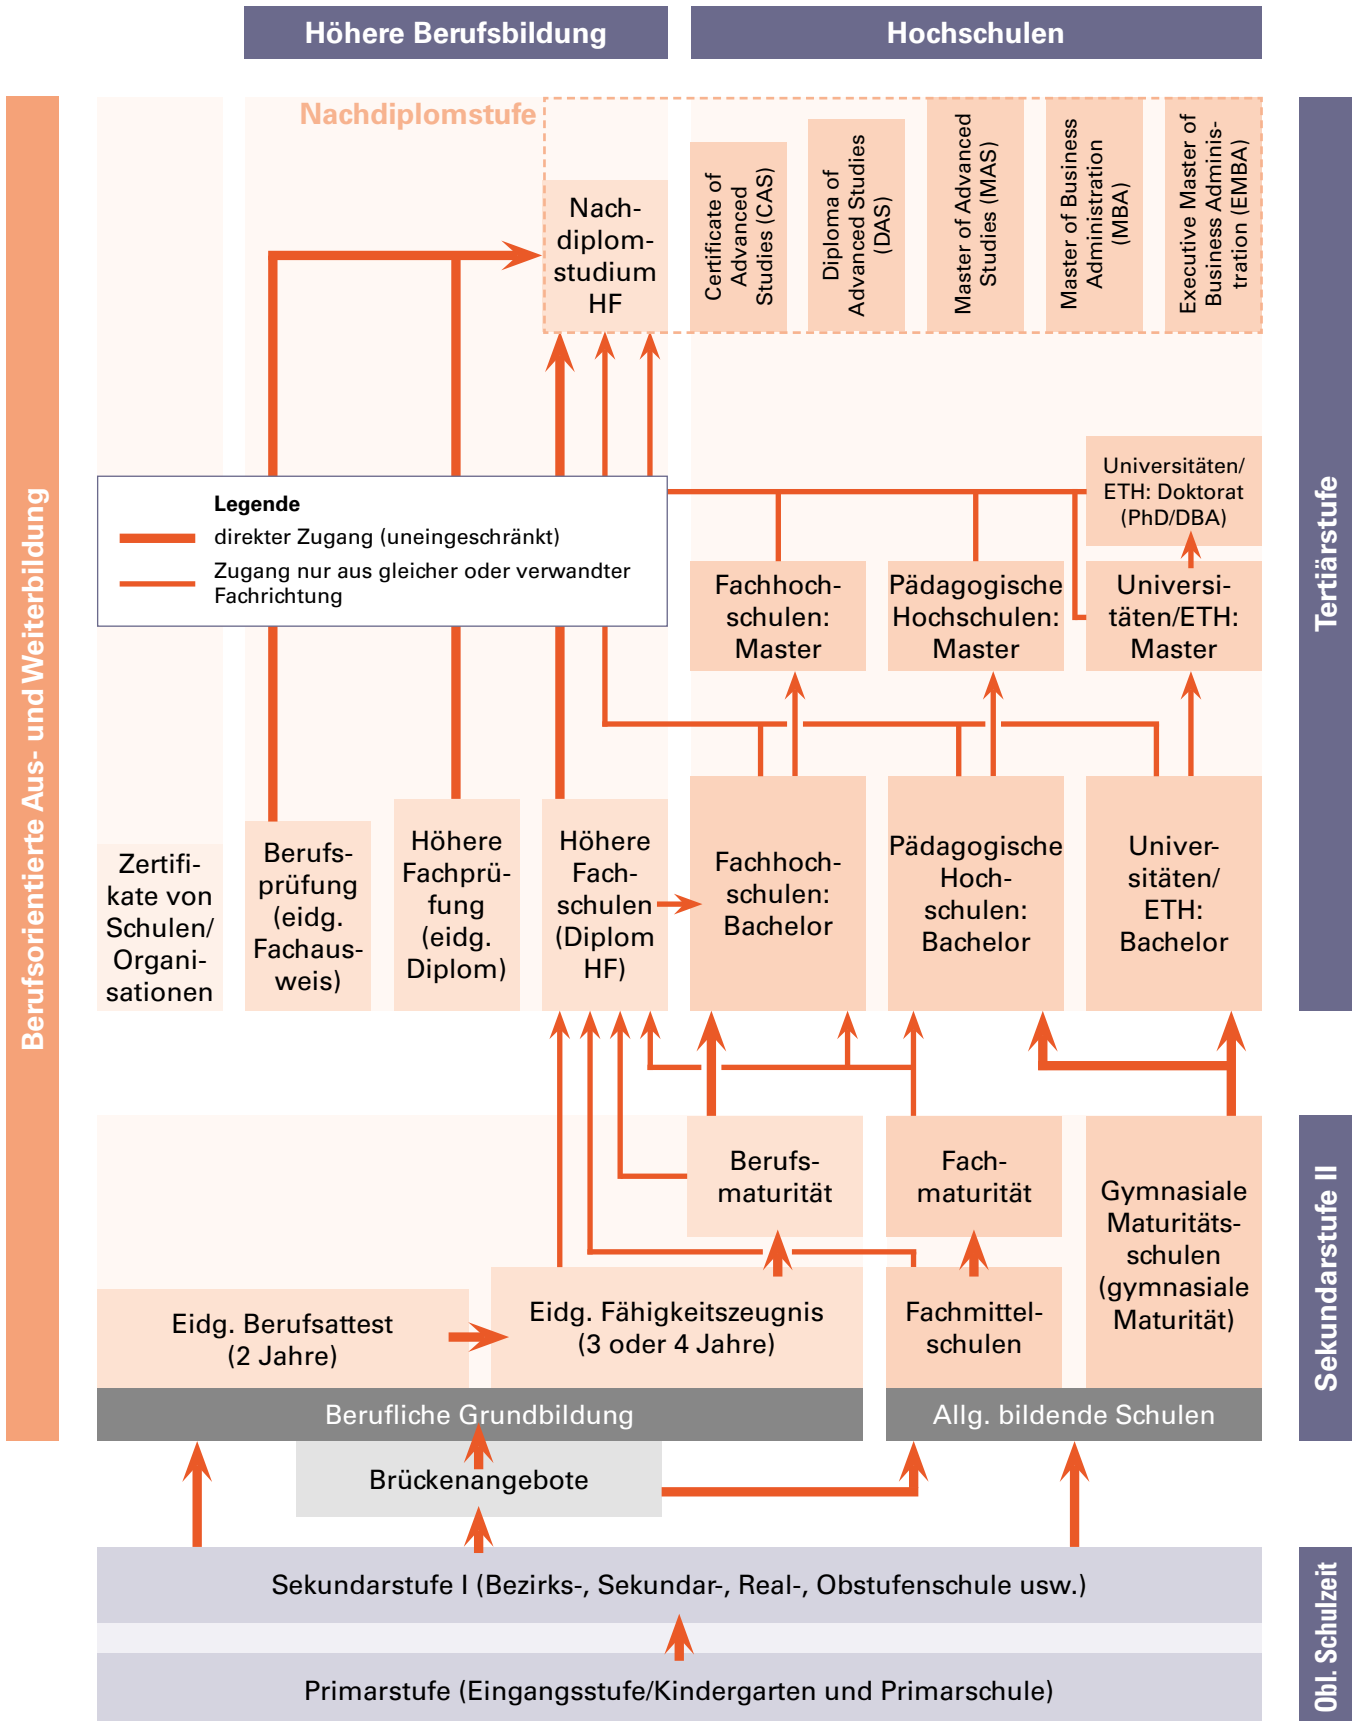 Höhere Berufsbildung
Hochschulen
Berufsorientierte Aus- und Weiterbildung
Nachdiplomstufe
Nach-
diplom-
studium
HF
Certificate of
Advanced
Studies (CAS)
Diploma of
Advanced Studies
(DAS)
Master of Advanced
Studies (MAS)
Master of Business
Administration
(MBA)
Executive Master of
Business Adminis-
tration (EMBA)
Tertiärstufe
Legende
direkter Zugang (uneingeschränkt)
Zugang nur aus gleicher oder verwandter
Fachrichtung
Universitäten/
ETH: Doktorat
(PhD/DBA)
Fachhoch-
schulen:
Master
Pädagogische
Hochschulen:
Master
Universi-
täten/ETH:
Master
Zertifi-
kate von
Schulen/
Organi-
sationen
Berufs-
prüfung
(eidg.
Fachaus-
weis)
Höhere
Fachprü-
fung
(eidg.
Diplom)
Höhere
Fach-
schulen
(Diplom
HF)
Fachhoch-
schulen:
Bachelor
Pädagogische
Hoch-
schulen:
Bachelor
Univer-
sitäten/
ETH:
Bachelor
Sekundarstufe II
Berufs-
maturität
Fach-
maturität
Gymnasiale
Maturitäts-
schulen
(gymnasiale
Maturität)
Eidg. Berufsattest
(2 Jahre)
Eidg. Fähigkeitszeugnis
(3 oder 4 Jahre)
Fachmittel-
schulen
Berufliche Grundbildung
Allg. bildende Schulen
Brückenangebote
Obl. Schulzeit
Sekundarstufe I (Bezirks-, Sekundar-, Real-, Obstufenschule usw.)
Primarstufe (Eingangsstufe/Kindergarten und Primarschule)